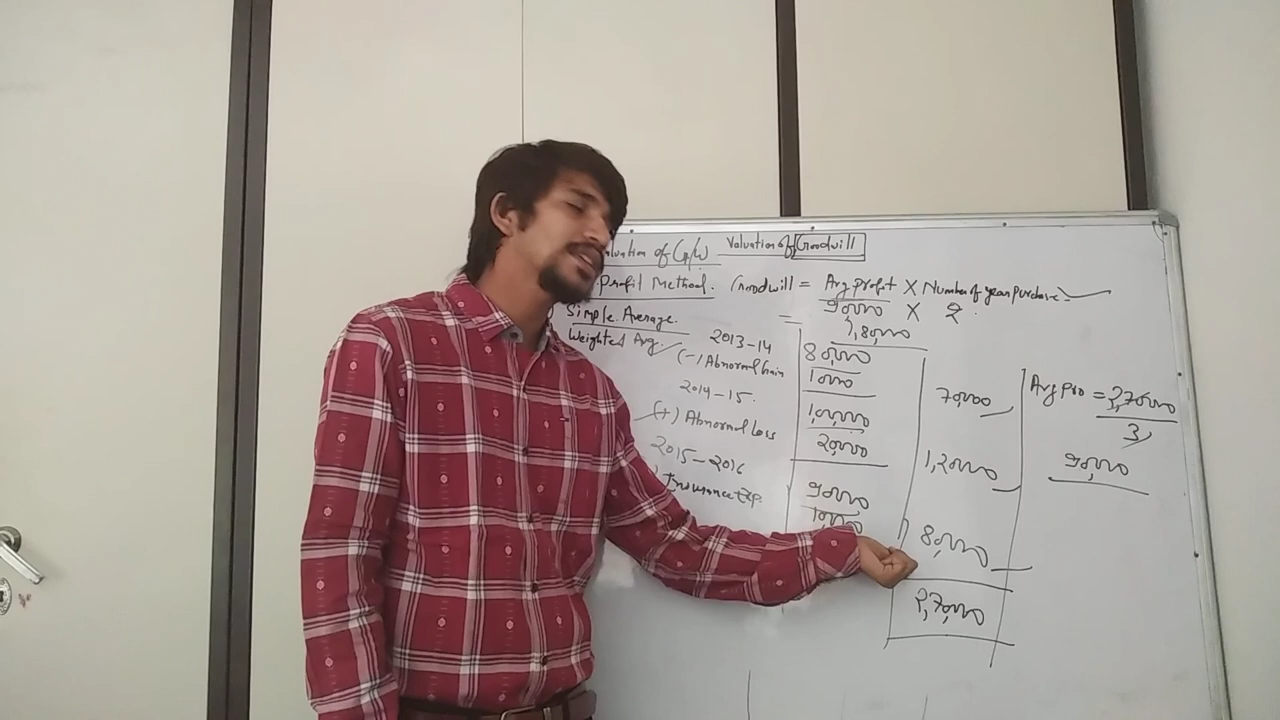 luation of G/W Valuation of Goodwill
Profit Method. Goodwill = Avg profit X Number of year purchase.
Simple Average. = 90,000 X 2
Weighted Avg. 1,80,000
2013-14 80,000
(-) Abnormal Gain 10,000 70,000
2014-15. 1,00,000
(+) Abnormal Loss 20,000 1,20,000
2015-2016 90,000
Insurance Exp. 10,000 80,000
2,70,000
Avg Pro = 2,70,000
3
90,000